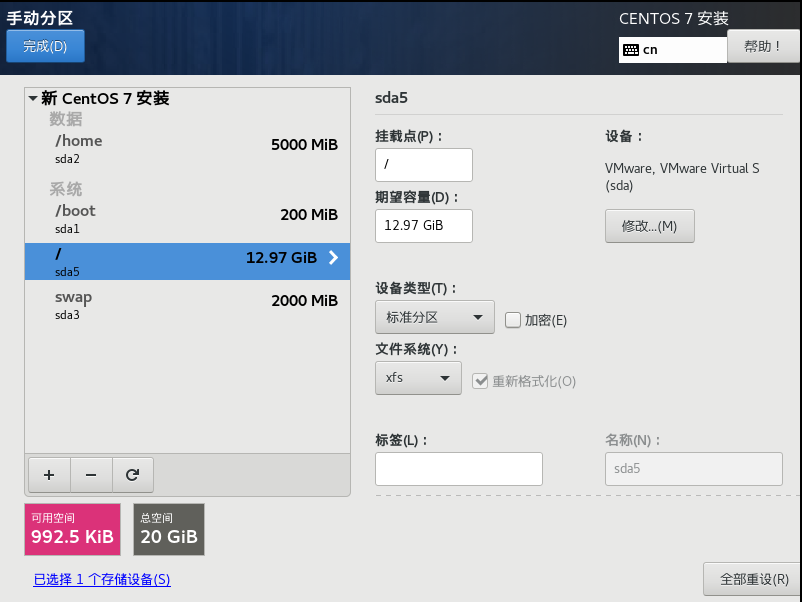 手动分区
CENTOS 7 安装
完成(D)
cn
帮助！
新 CentOS 7 安装
数据
/home
5000 MiB
sda2
系统
/boot
200 MiB
sda1
/
12.97 GiB
sda5
swap
2000 MiB
sda3
sda5
挂载点(P)：
/
期望容量(D)：
12.97 GiB
设备：
VMware, VMware Virtual S
(sda)
修改...(M)
设备类型(T)：
标准分区
加密(E)
文件系统(Y)：
xfs
重新格式化(O)
标签(L)：
名称(N)：
sda5
可用空间
992.5 KiB
总空间
20 GiB
已选择 1 个存储设备(S)
全部重设(R)